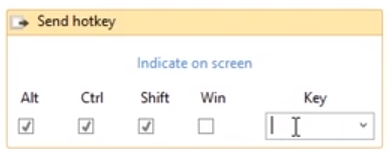 Send hotkey
Indicate on screen
Alt Ctrl Shift Win Key